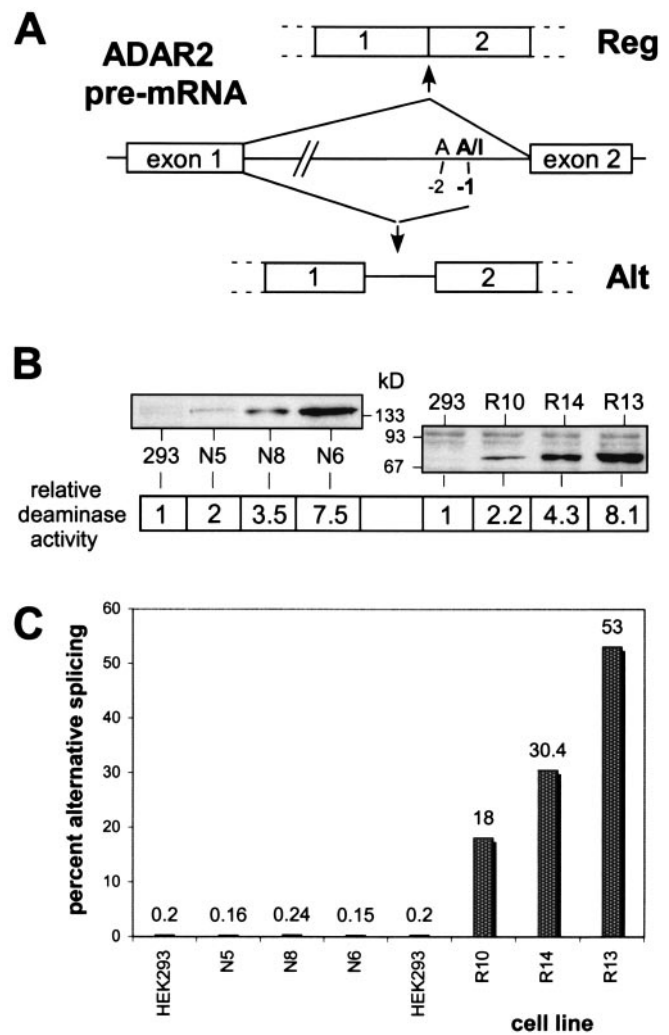 A
ADAR2
pre-mRNA
1 2
Reg
exon 1
A A/I
-2 -1
exon 2
1 2
Alt
B
kD
133
93
67
293 N5 N8 N6
293 R10 R14 R13
relative
deaminase
activity
1 2 3.5 7.5 1 2.2 4.3 8.1
C
percent alternative splicing
60
50
40
30
20
10
0
0.2 0.16 0.24 0.15 0.2 18 30.4 53
HEK293 N5 N8 N6 HEK293 R10 R14 R13
cell line